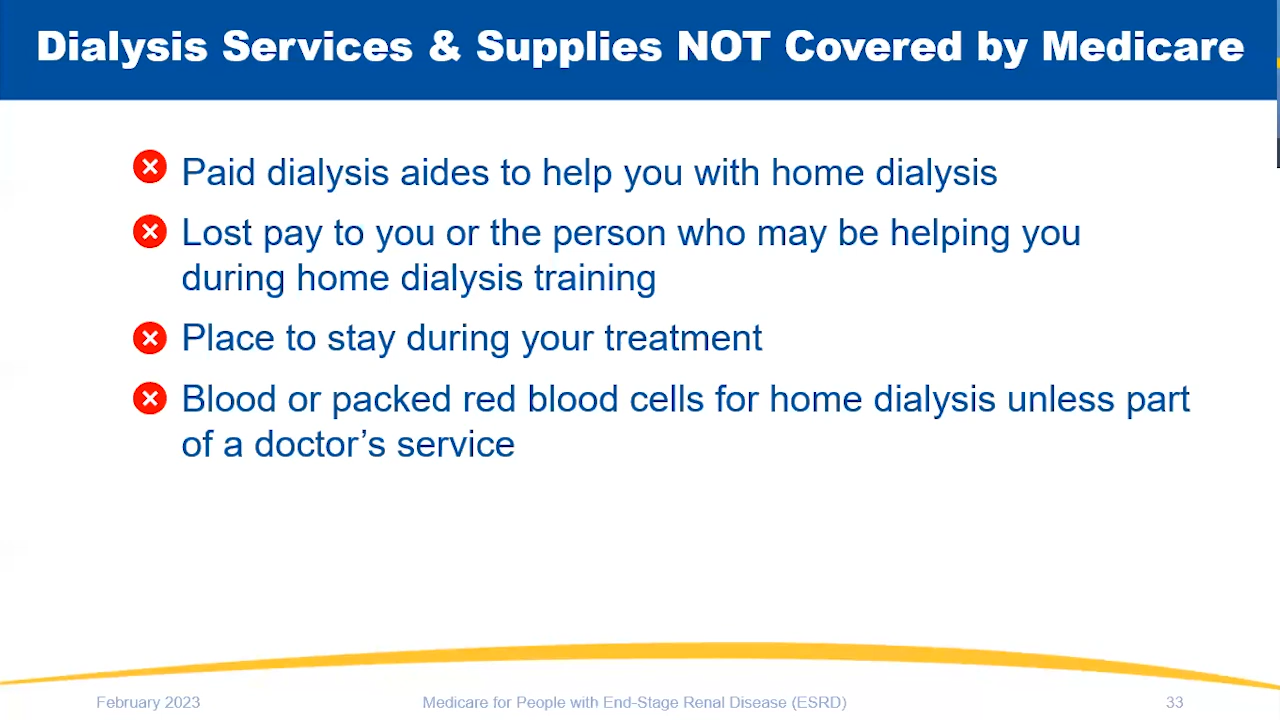 Dialysis Services & Supplies NOT Covered by Medicare
Paid dialysis aides to help you with home dialysis
Lost pay to you or the person who may be helping you
during home dialysis training
Place to stay during your treatment
Blood or packed red blood cells for home dialysis unless part
of a doctor’s service
February 2023
Medicare for People with End-Stage Renal Disease (ESRD)
33